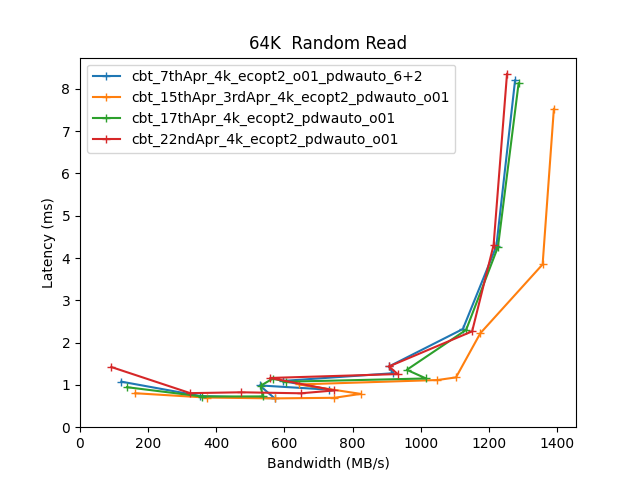 64K  Random Read
cbt_7thApr_4k_ecopt2_o01_pdwauto_6+2
cbt_15thApr_3rdApr_4k_ecopt2_pdwauto_o01
cbt_17thApr_4k_ecopt2_pdwauto_o01
cbt_22ndApr_4k_ecopt2_pdwauto_o01
Latency (ms)
8
7
6
5
4
3
2
1
0
0 200 400 600 800 1000 1200 1400
Bandwidth (MB/s)